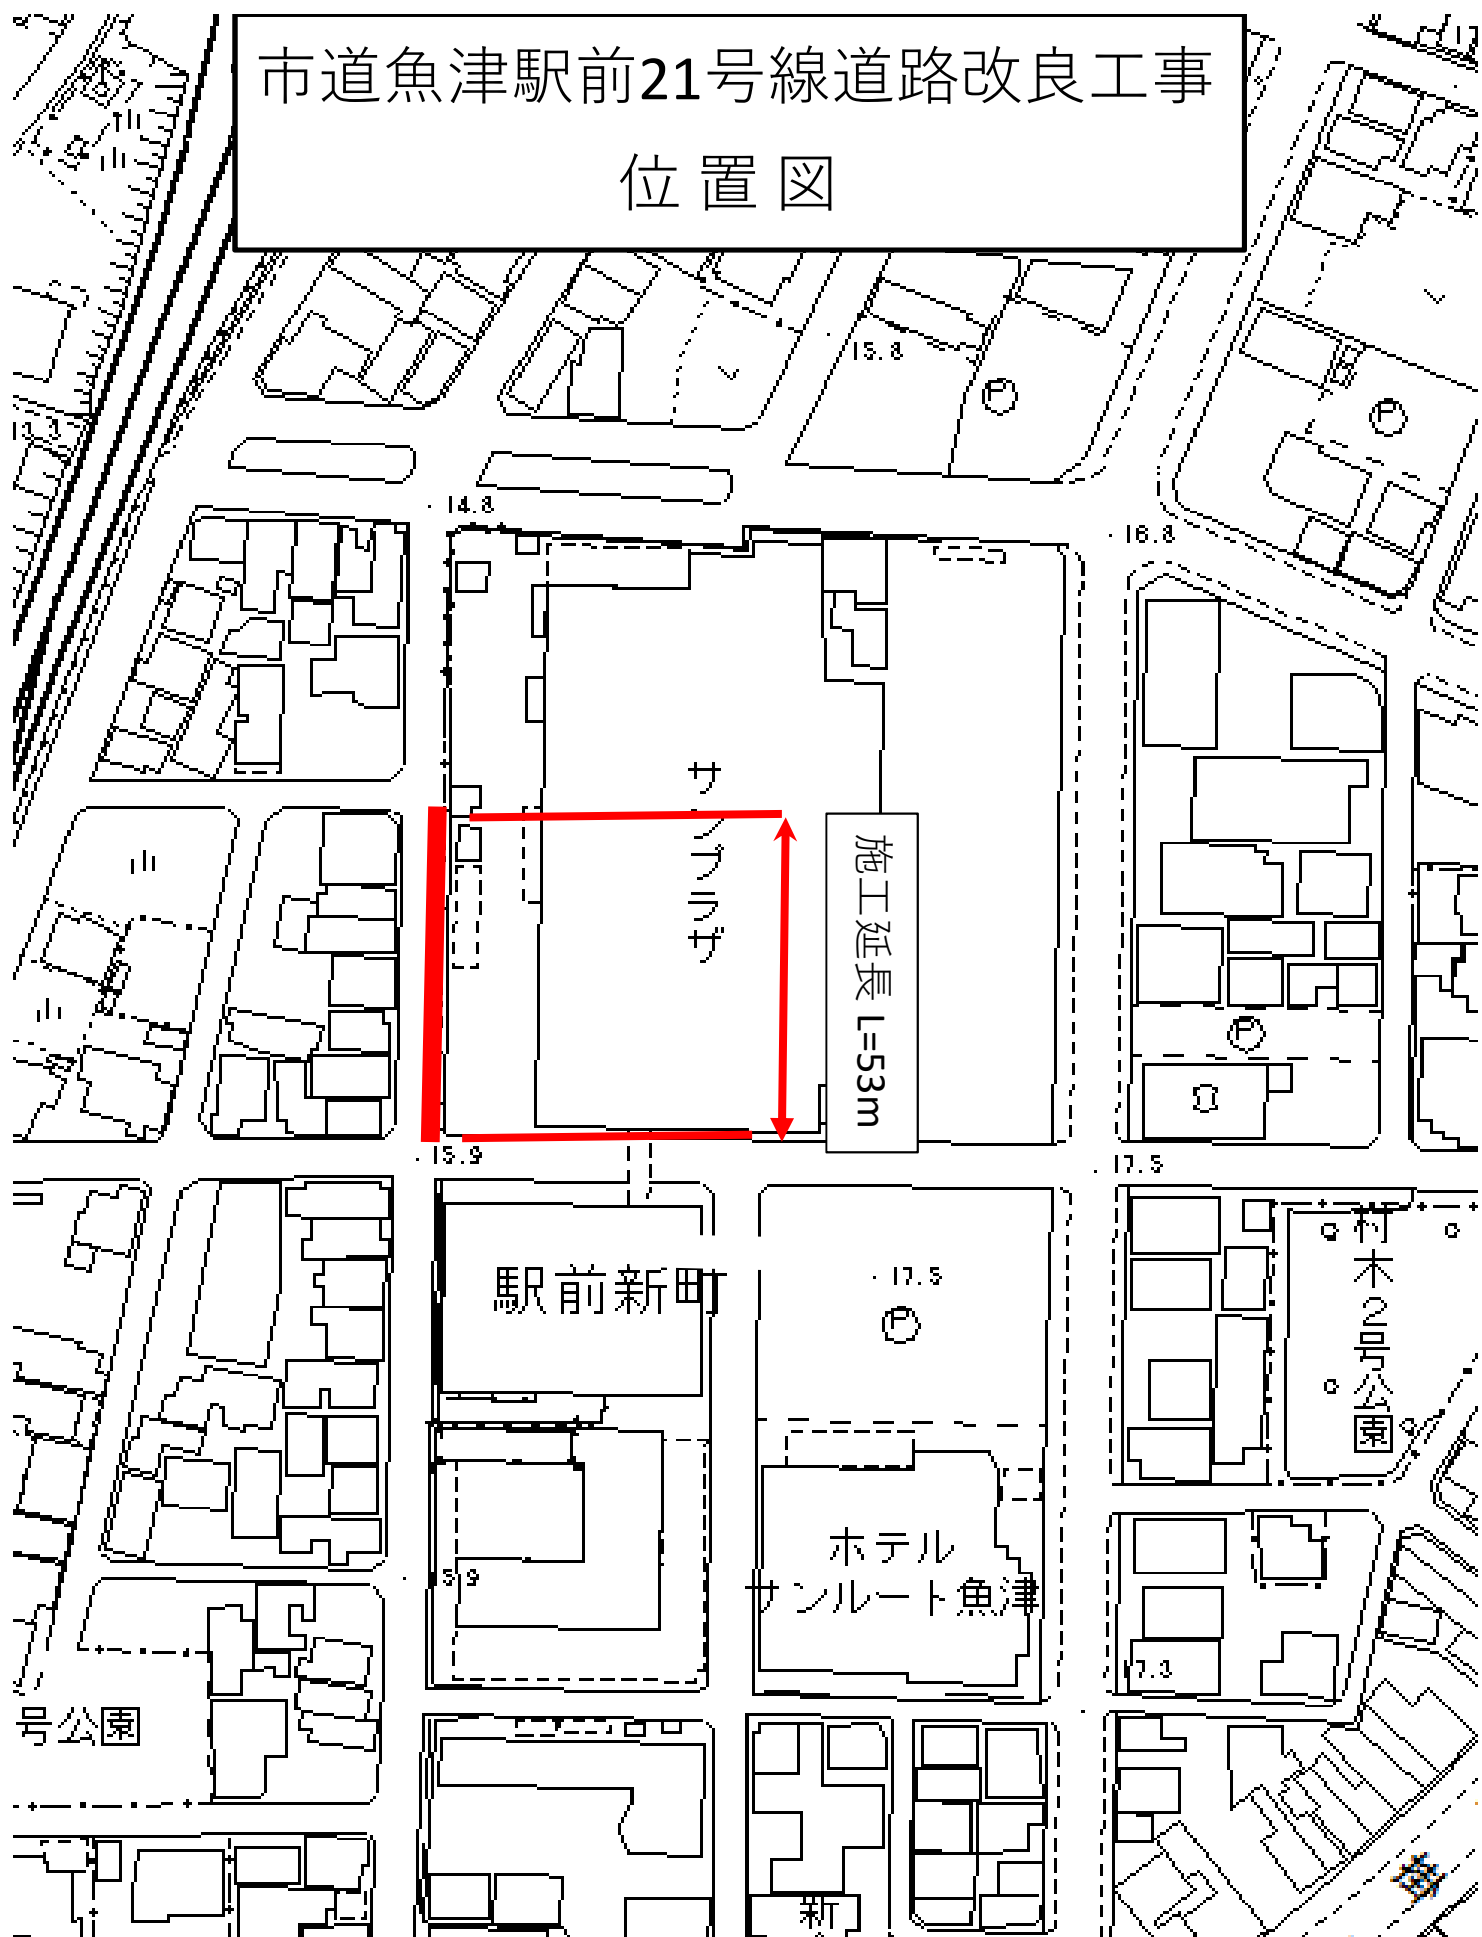 市道魚津駅前21号線道路改良工事
位置図
15.8
P
P
13.3
14.8
16.8
サンプラザ
施工延長 L=53m
P
15.9
17.5
駅前新町
17.5
P
村木2号公園
ホテル
サンルート魚津
号公園
新